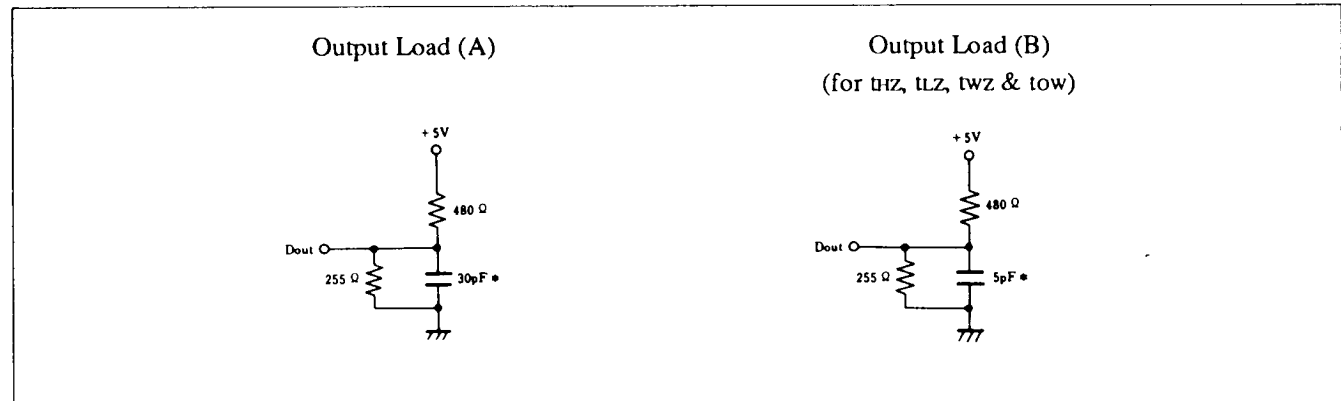 Output Load (A)
+ 5V
480 Ω
Dout
255 Ω
30pF *
Output Load (B)
(for tHZ, tLZ, tWZ & tOW)
+ 5V
480 Ω
Dout
255 Ω
5pF *